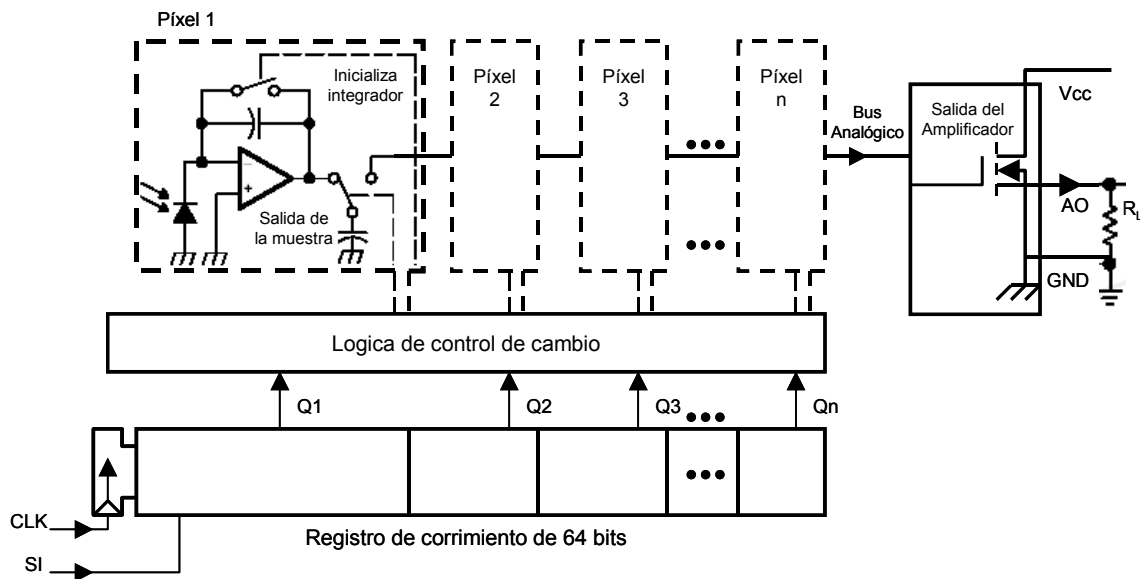 Píxel 1
Inicializa
integrador
Salida de
la muestra
Píxel
2
Píxel
3
Píxel
n
Bus
Analógico
Salida del
Amplificador
Vcc
AO
R_L
GND
Logica de control de cambio
Q1
Q2
Q3
Qn
CLK
SI
Registro de corrimiento de 64 bits